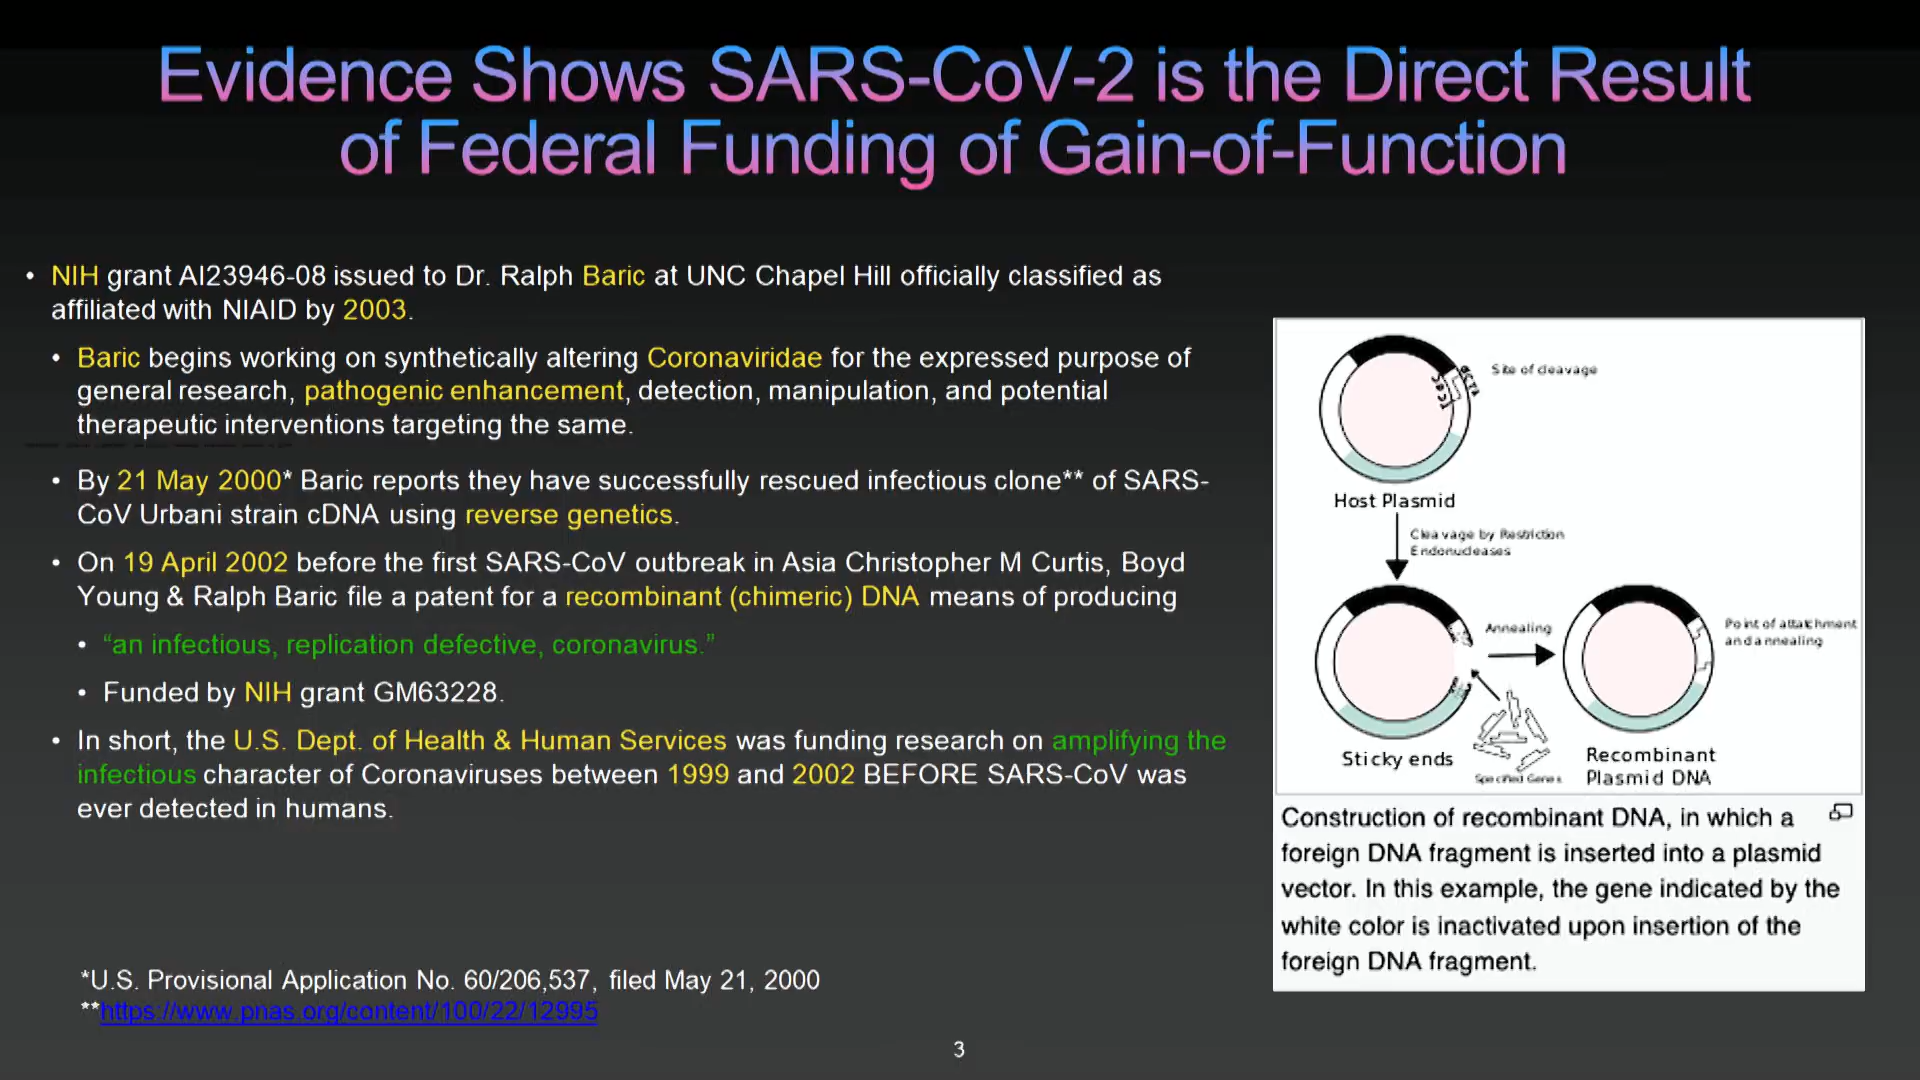 Evidence Shows SARS-CoV-2 is the Direct Result
of Federal Funding of Gain-of-Function
• NIH grant AI23946-08 issued to Dr. Ralph Baric at UNC Chapel Hill officially classified as
affiliated with NIAID by 2003.
• Baric begins working on synthetically altering Coronaviridae for the expressed purpose of
general research, pathogenic enhancement, detection, manipulation, and potential
therapeutic interventions targeting the same.
• By 21 May 2000* Baric reports they have successfully rescued infectious clone** of SARS-
CoV Urbani strain cDNA using reverse genetics.
• On 19 April 2002 before the first SARS-CoV outbreak in Asia Christopher M Curtis, Boyd
Young & Ralph Baric file a patent for a recombinant (chimeric) DNA means of producing
• “an infectious, replication defective, coronavirus.”
• Funded by NIH grant GM63228.
• In short, the U.S. Dept. of Health & Human Services was funding research on amplifying the
infectious character of Coronaviruses between 1999 and 2002 BEFORE SARS-CoV was
ever detected in humans.
*U.S. Provisional Application No. 60/206,537, filed May 21, 2000
**https://www.pnas.org/content/100/22/12995
3
Site of cleavage
Host Plasmid
Cleavage by Restriction
Endonucleases
Annealing
Point of attatchment
and annealing
Sticky ends
Specified Genes
Recombinant
Plasmid DNA
Construction of recombinant DNA, in which a
foreign DNA fragment is inserted into a plasmid
vector. In this example, the gene indicated by the
white color is inactivated upon insertion of the
foreign DNA fragment.